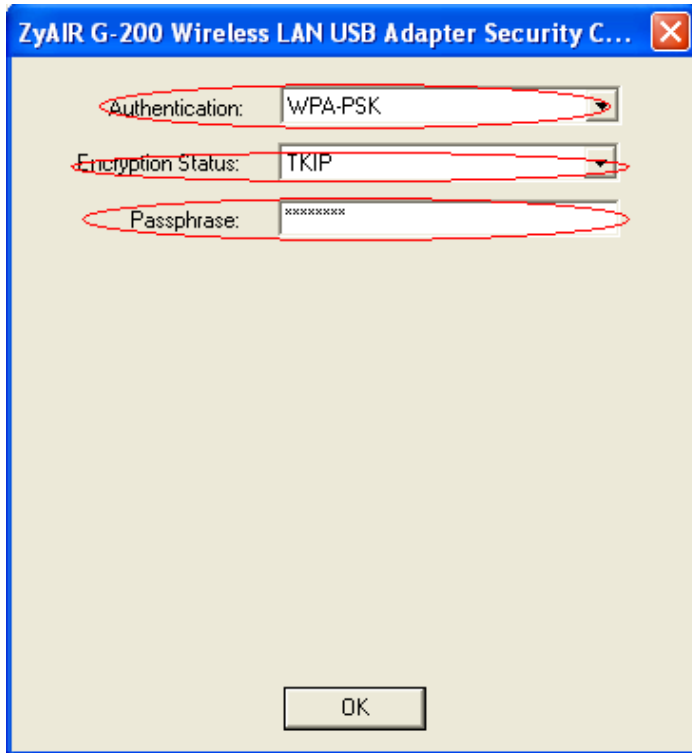 ZyAIR G-200 Wireless LAN USB Adapter Security C...
Authentication: WPA-PSK
Encryption Status: TKIP
Passphrase: ********
OK